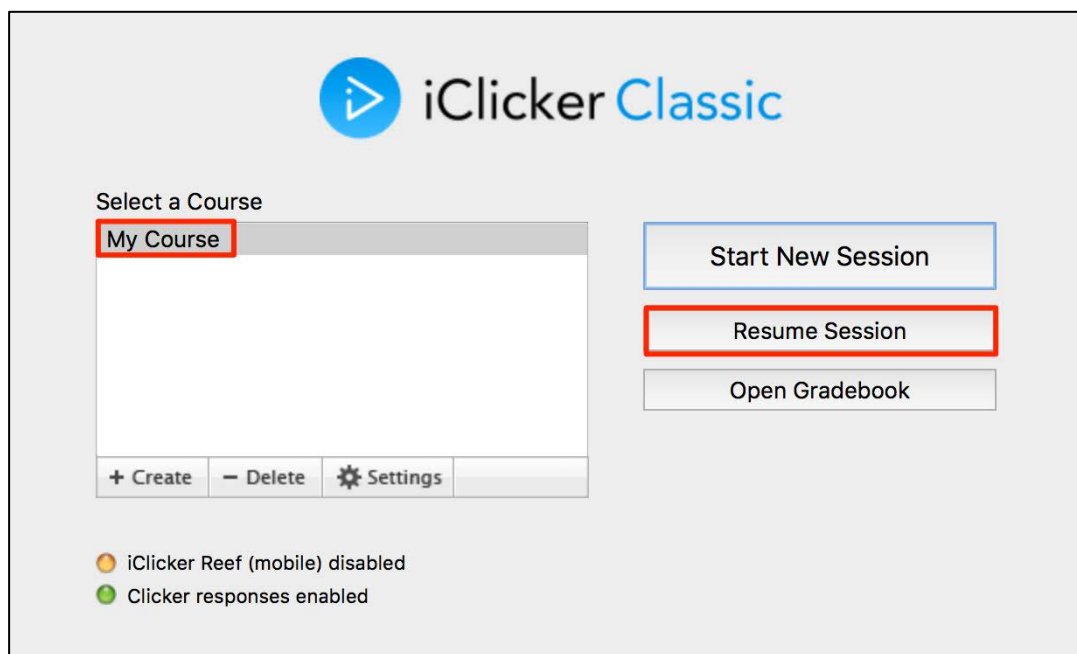 iClicker Classic
Select a Course
My Course
Start New Session
Resume Session
Open Gradebook
+ Create − Delete Settings
iClicker Reef (mobile) disabled
Clicker responses enabled